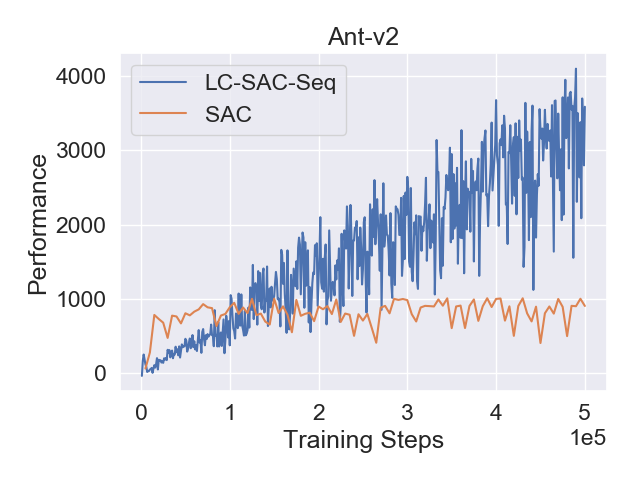 Ant-v2
LC-SAC-Seq
SAC
4000
3000
2000
1000
0
Performance
0 1 2 3 4 5
1e5
Training Steps